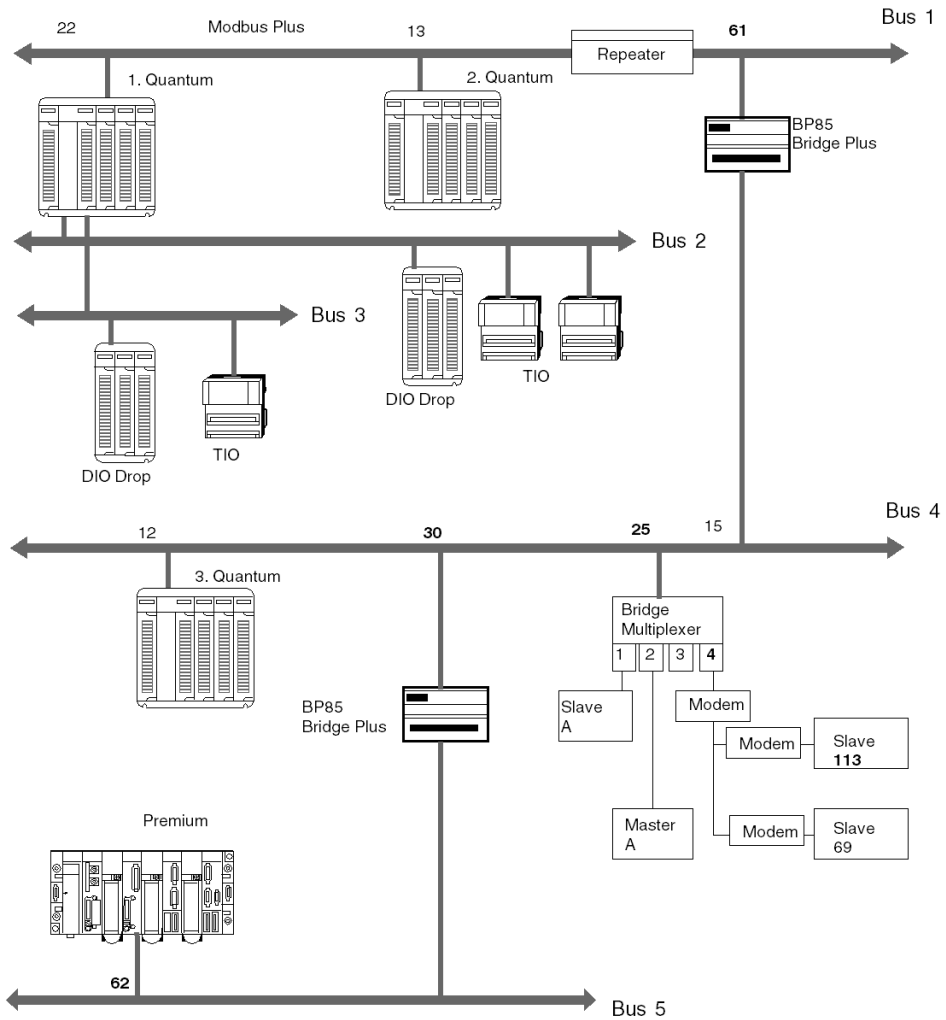 Bus 1
22
Modbus Plus
13
61
Repeater
1. Quantum
2. Quantum
BP85
Bridge Plus
Bus 2
Bus 3
TIO
DIO Drop
TIO
DIO Drop
Bus 4
12
30
25
15
3. Quantum
Bridge
Multiplexer
1
2
3
4
BP85
Bridge Plus
Slave
A
Modem
Modem
Slave
113
Premium
Master
A
Modem
Slave
69
62
Bus 5